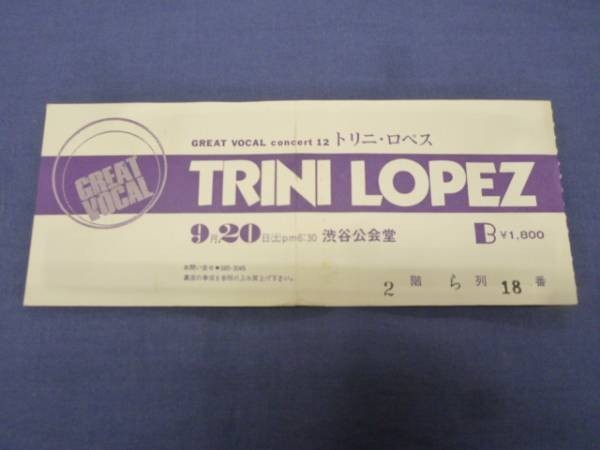 GREAT VOCAL
GREAT VOCAL concert 12 トリニ・ロペス
TRINI LOPEZ
9月20日(土)pm6:30 渋谷公会堂
B ¥1,800
2 階 ら 列 18 番